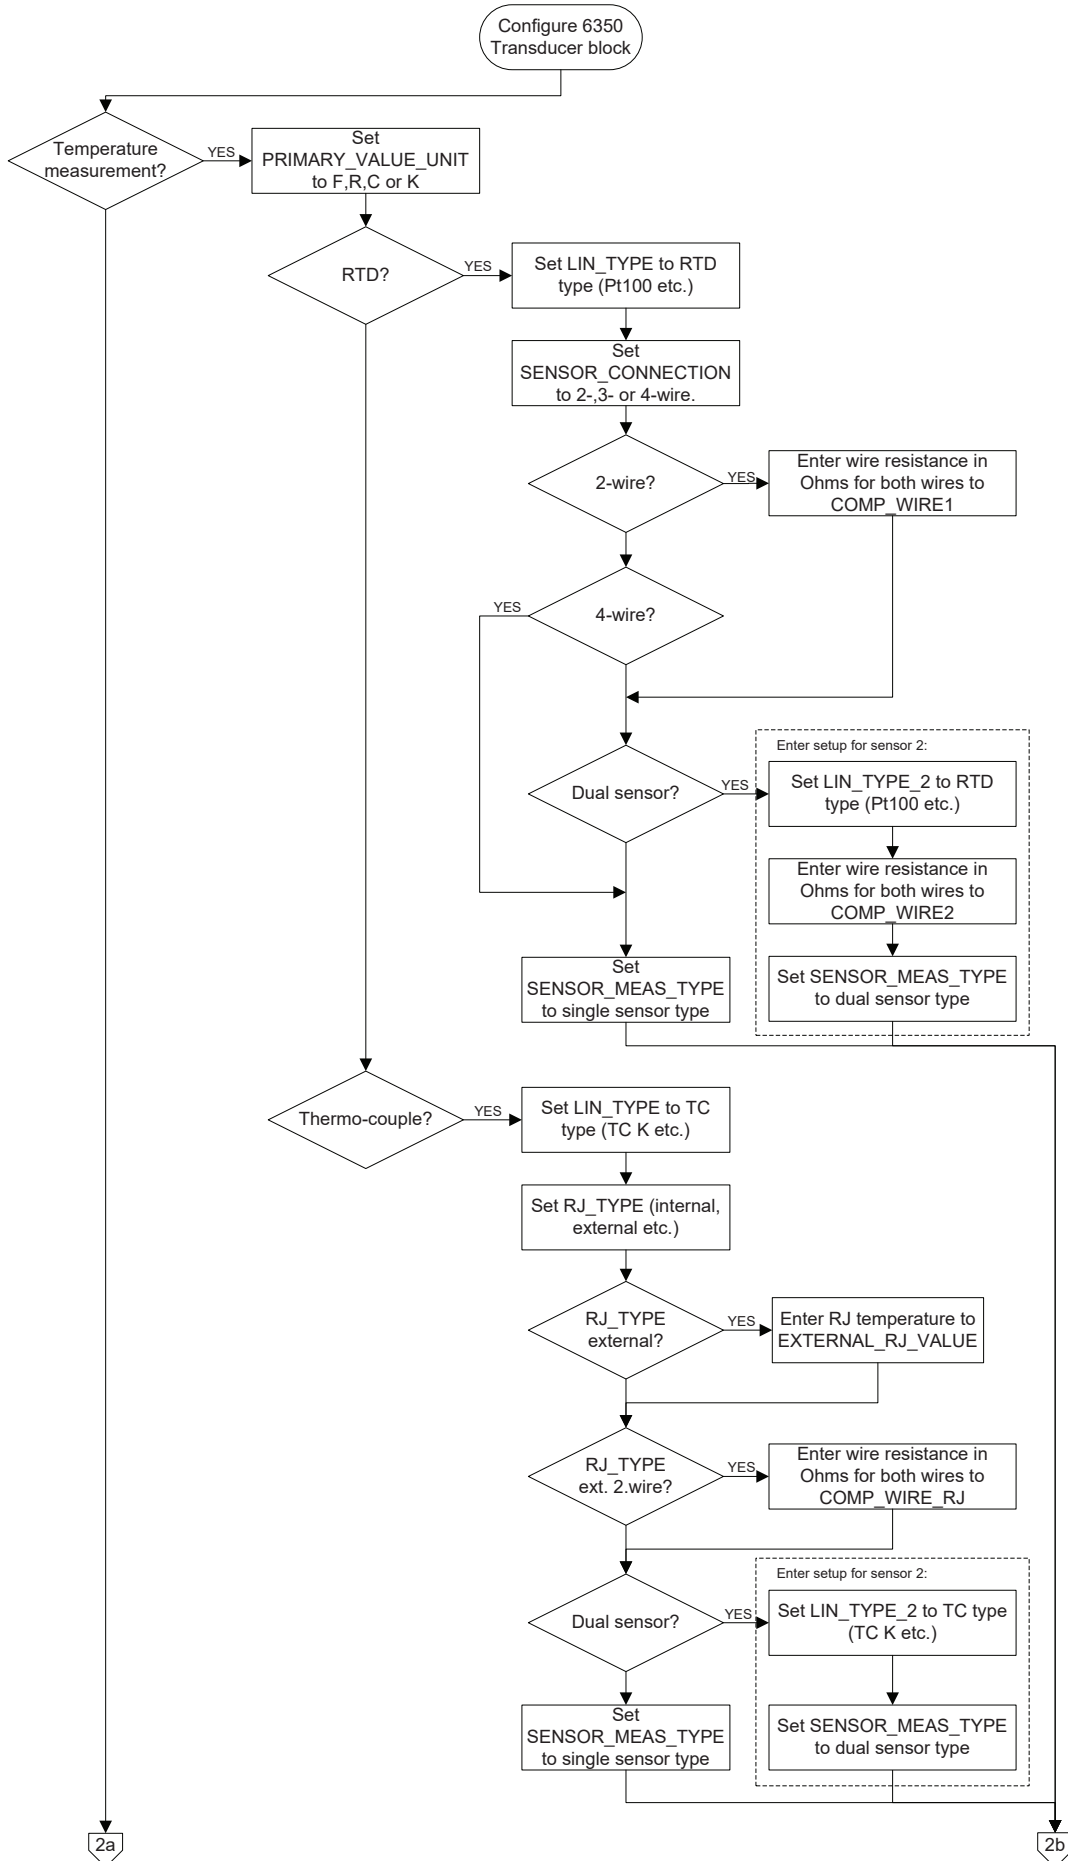 Configure 6350
Transducer block
Temperature
measurement?
YES
Set
PRIMARY_VALUE_UNIT
to F,R,C or K
RTD?
YES
Set LIN_TYPE to RTD
type (Pt100 etc.)
Set
SENSOR_CONNECTION
to 2-,3- or 4-wire.
2-wire?
YES
Enter wire resistance in
Ohms for both wires to
COMP_WIRE1
YES
4-wire?
Dual sensor?
YES
Enter setup for sensor 2:
Set LIN_TYPE_2 to RTD
type (Pt100 etc.)
Enter wire resistance in
Ohms for both wires to
COMP_WIRE2
Set
SENSOR_MEAS_TYPE
to single sensor type
Set SENSOR_MEAS_TYPE
to dual sensor type
Thermo-couple?
YES
Set LIN_TYPE to TC
type (TC K etc.)
Set RJ_TYPE (internal,
external etc.)
RJ_TYPE
external?
YES
Enter RJ temperature to
EXTERNAL_RJ_VALUE
RJ_TYPE
ext. 2.wire?
YES
Enter wire resistance in
Ohms for both wires to
COMP_WIRE_RJ
Dual sensor?
YES
Enter setup for sensor 2:
Set LIN_TYPE_2 to TC type
(TC K etc.)
Set
SENSOR_MEAS_TYPE
to single sensor type
Set SENSOR_MEAS_TYPE
to dual sensor type
2a
2b